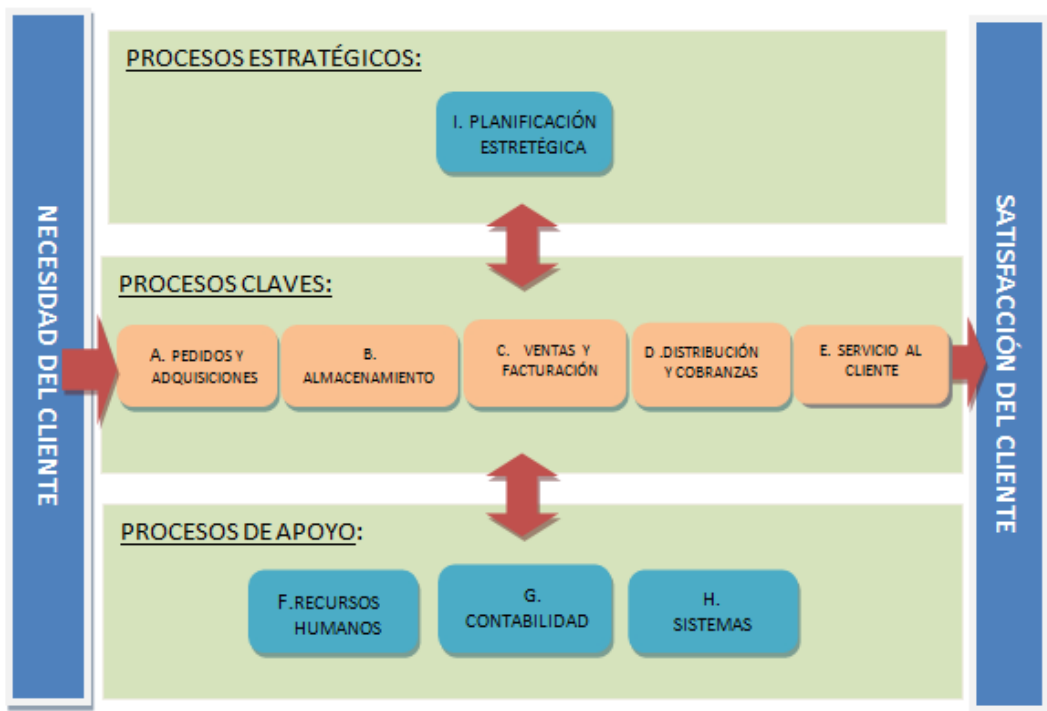 NECESIDAD DEL CLIENTE
PROCESOS ESTRATÉGICOS:
I. PLANIFICACIÓN
ESTRETÉGICA
PROCESOS CLAVES:
A. PEDIDOS Y
ADQUISICIONES
B.
ALMACENAMIENTO
C. VENTAS Y
FACTURACIÓN
D .DISTRIBUCIÓN
Y COBRANZAS
E. SERVICIO AL
CLIENTE
PROCESOS DE APOYO:
F.RECURSOS
HUMANOS
G.
CONTABILIDAD
H.
SISTEMAS
SATISFACCIÓN DEL CLIENTE